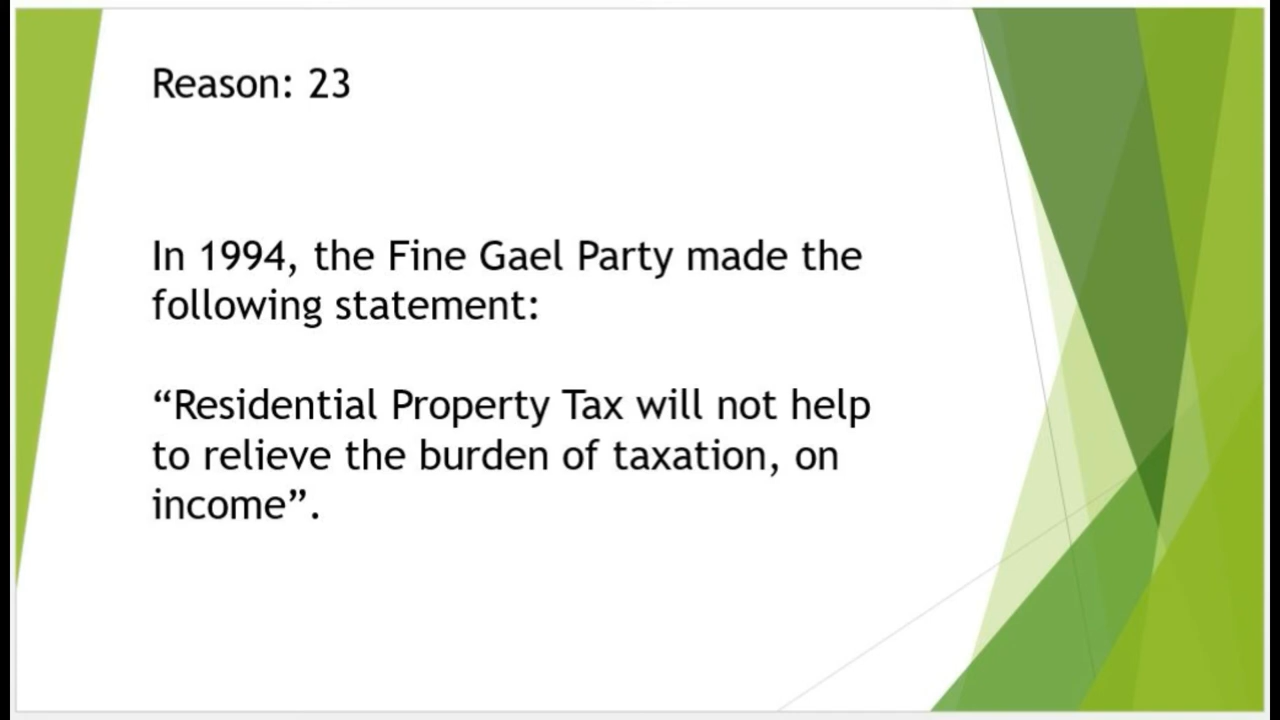 Reason: 23
In 1994, the Fine Gael Party made the
following statement:
“Residential Property Tax will not help
to relieve the burden of taxation, on
income”.